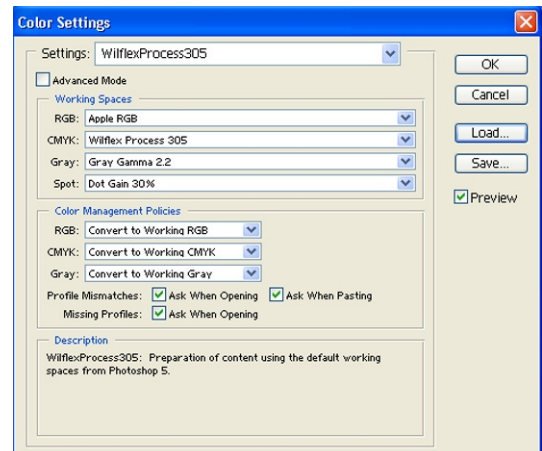 Color Settings
Settings: WilflexProcess305
Advanced Mode
Working Spaces
RGB: Apple RGB
CMYK: Wilflex Process 305
Gray: Gray Gamma 2.2
Spot: Dot Gain 30%
Color Management Policies
RGB: Convert to Working RGB
CMYK: Convert to Working CMYK
Gray: Convert to Working Gray
Profile Mismatches: Ask When Opening Ask When Pasting
Missing Profiles: Ask When Opening
Description
WilflexProcess305: Preparation of content using the default working
spaces from Photoshop 5.
OK
Cancel
Load...
Save...
Preview